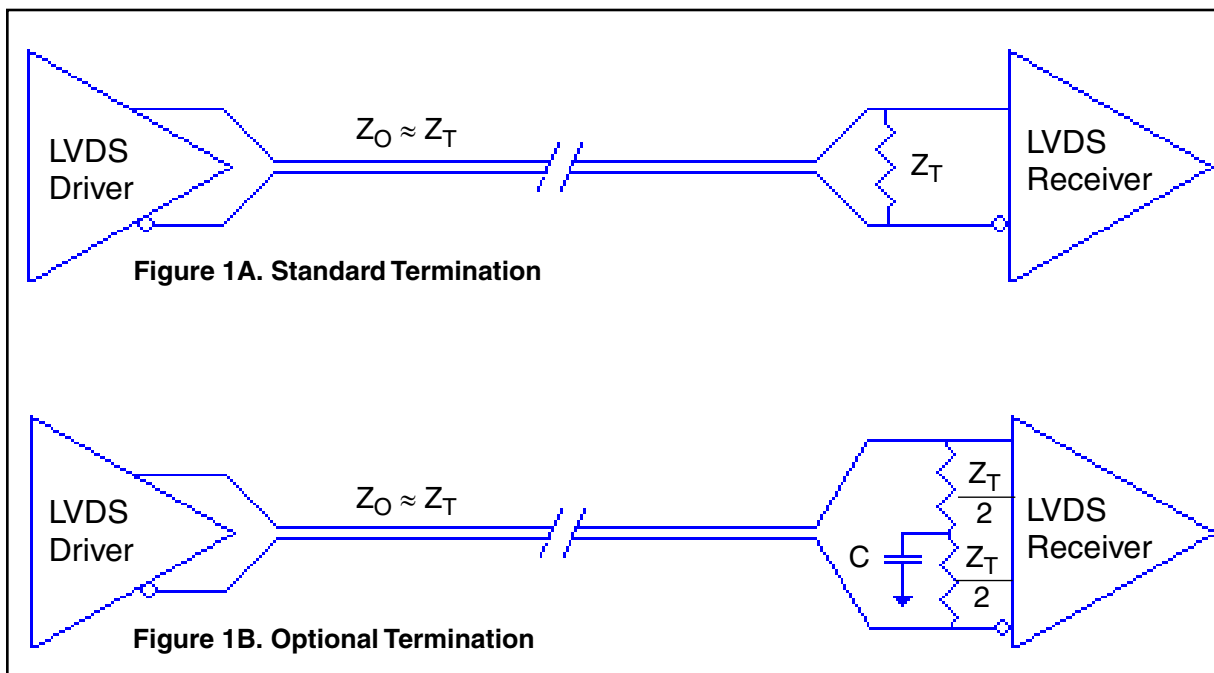 LVDS
Driver
Z_O ≈ Z_T
Z_T
LVDS
Receiver
Figure 1A. Standard Termination
LVDS
Driver
Z_O ≈ Z_T
C
Z_T
2
Z_T
2
LVDS
Receiver
Figure 1B. Optional Termination